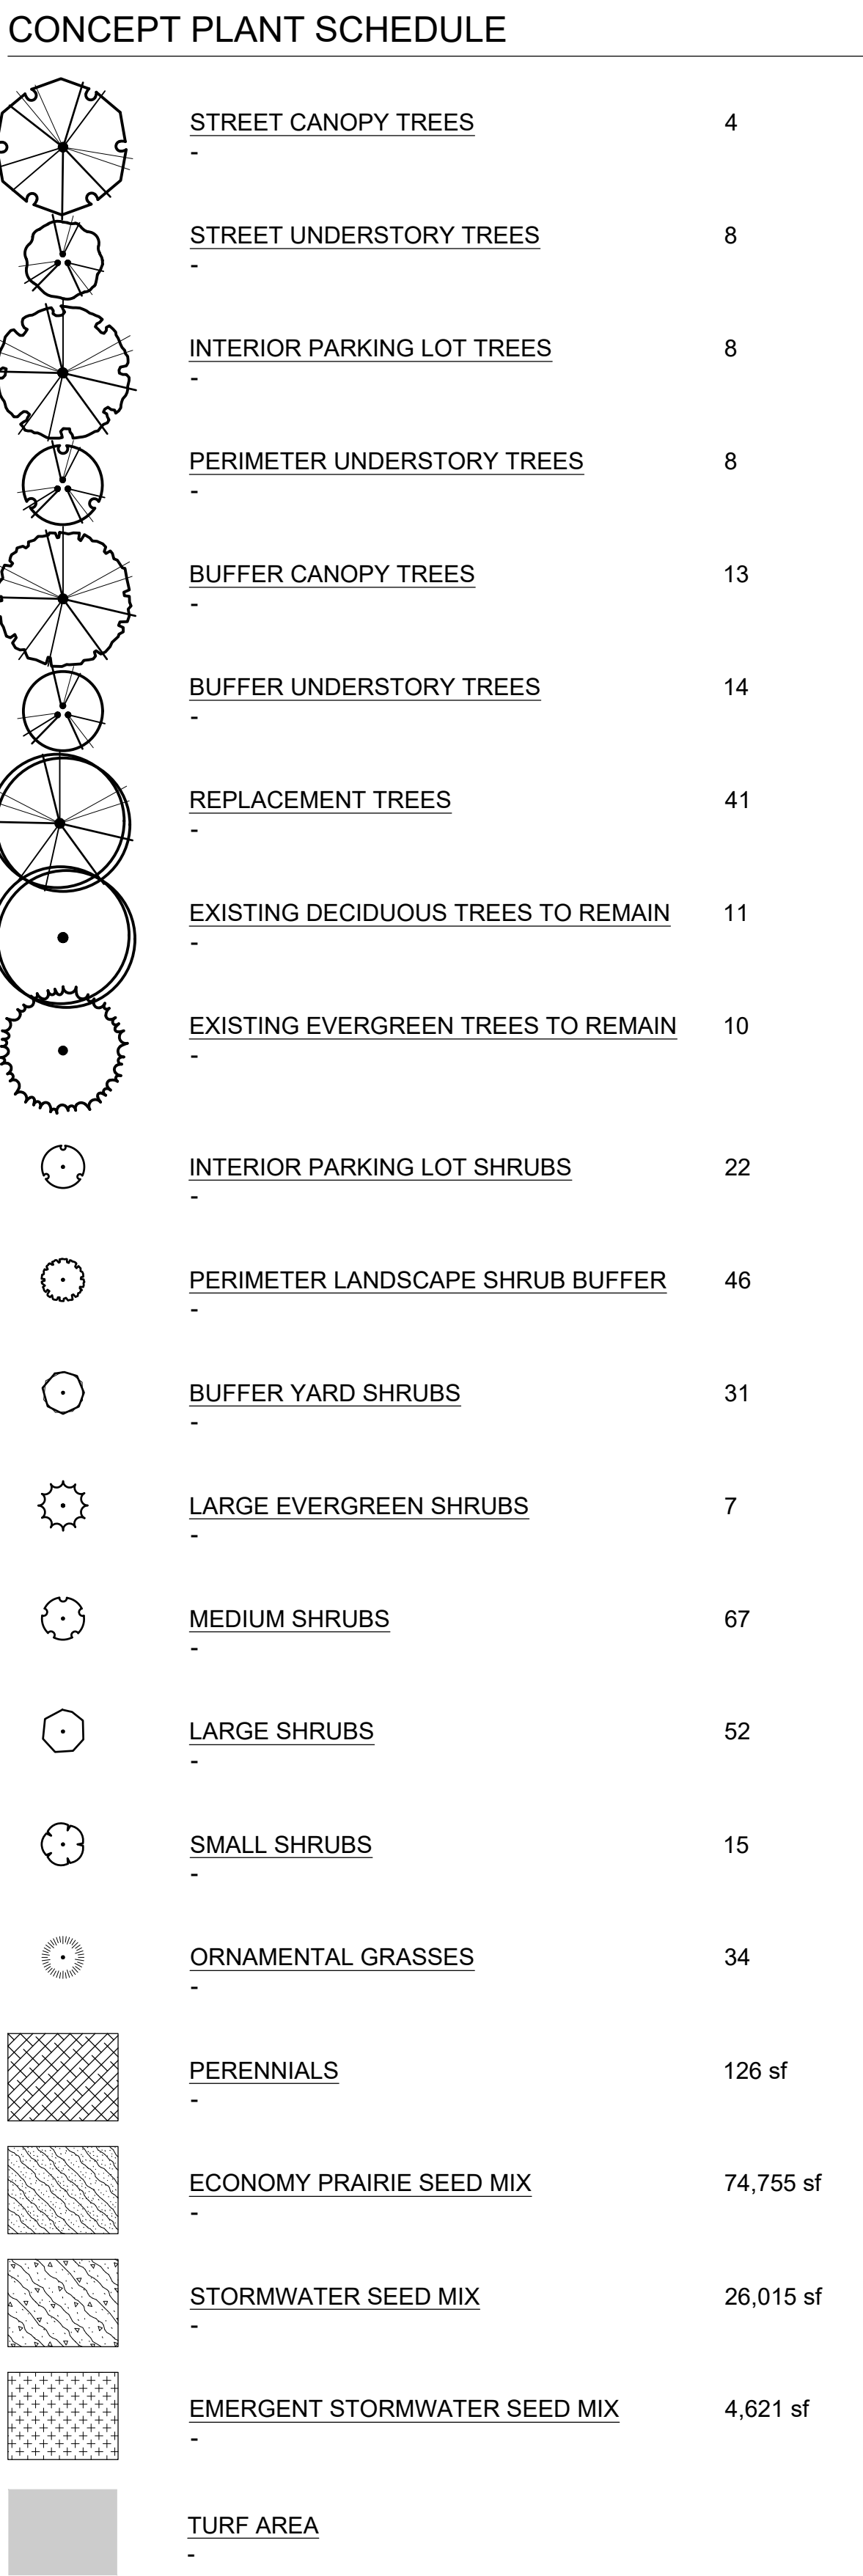 CONCEPT PLANT SCHEDULE
STREET CANOPY TREES 4
-
STREET UNDERSTORY TREES 8
-
INTERIOR PARKING LOT TREES 8
-
PERIMETER UNDERSTORY TREES 8
-
BUFFER CANOPY TREES 13
-
BUFFER UNDERSTORY TREES 14
-
REPLACEMENT TREES 41
-
EXISTING DECIDUOUS TREES TO REMAIN 11
-
EXISTING EVERGREEN TREES TO REMAIN 10
-
INTERIOR PARKING LOT SHRUBS 22
-
PERIMETER LANDSCAPE SHRUB BUFFER 46
-
BUFFER YARD SHRUBS 31
-
LARGE EVERGREEN SHRUBS 7
-
MEDIUM SHRUBS 67
-
LARGE SHRUBS 52
-
SMALL SHRUBS 15
-
ORNAMENTAL GRASSES 34
-
PERENNIALS 126 sf
-
ECONOMY PRAIRIE SEED MIX 74,755 sf
-
STORMWATER SEED MIX 26,015 sf
-
EMERGENT STORMWATER SEED MIX 4,621 sf
-
TURF AREA
-